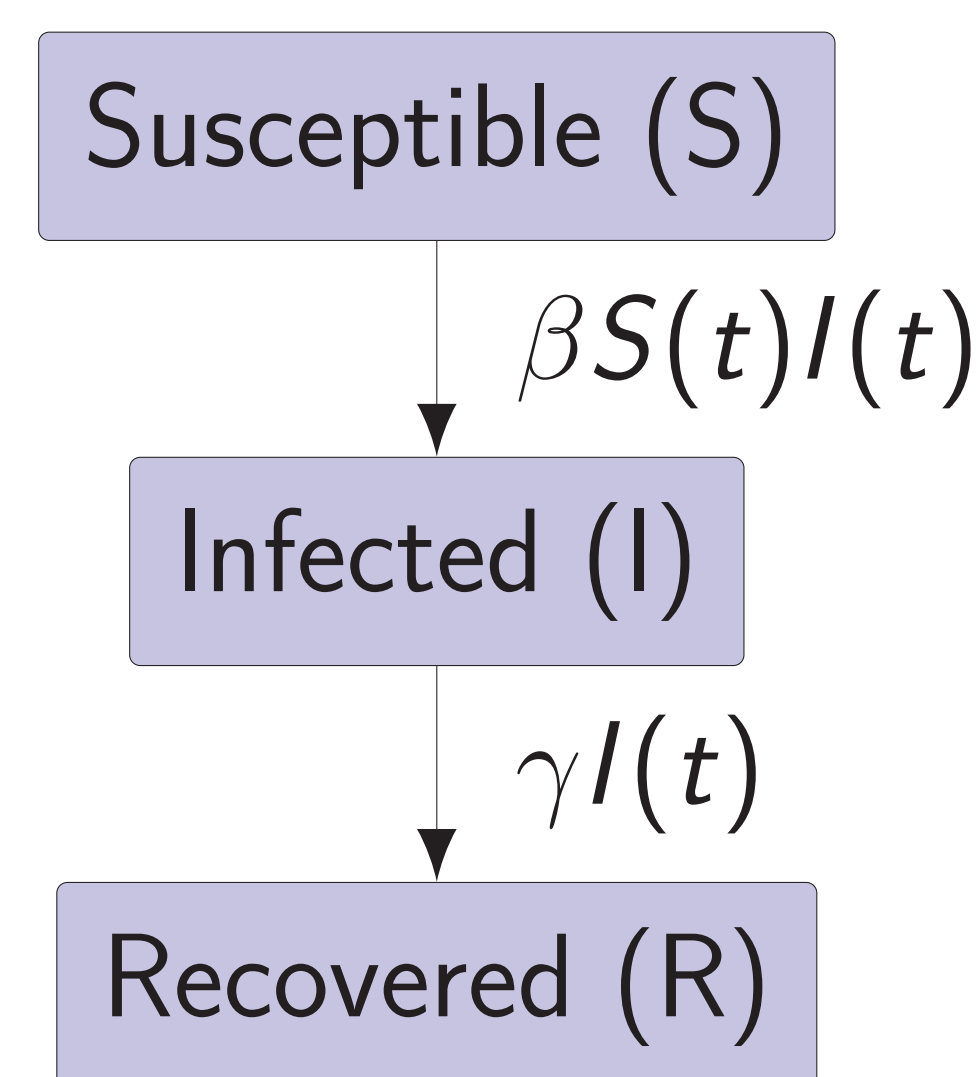 Susceptible (S)
βS(t)I(t)
Infected (I)
γI(t)
Recovered (R)